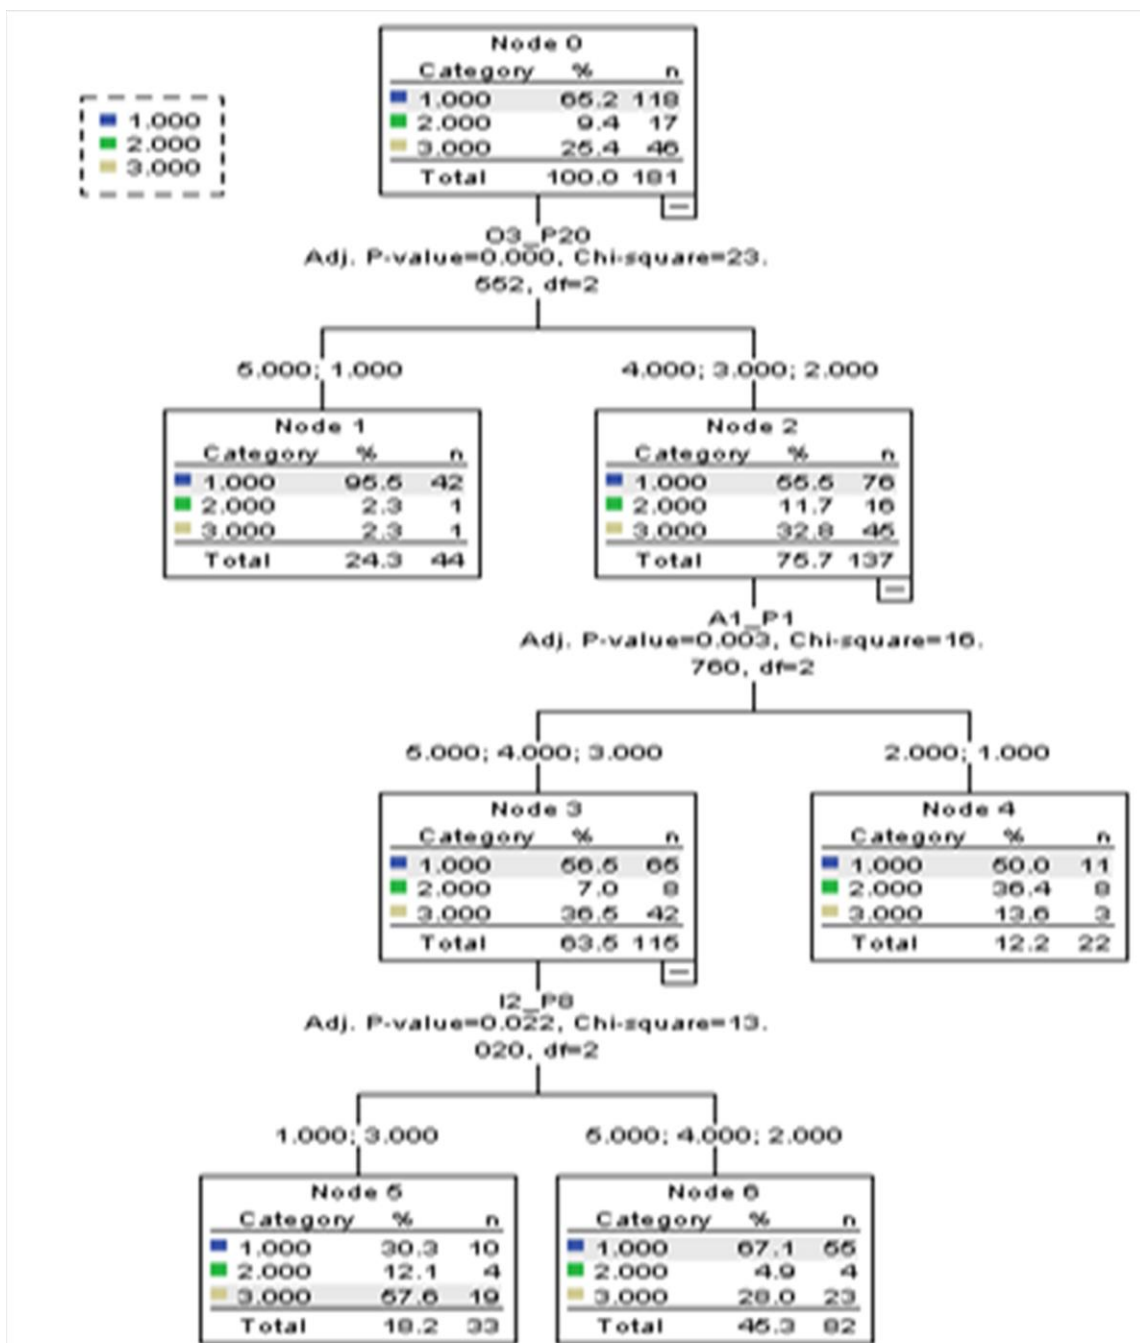 Node 0
Category % n
1.000 65.2 118
2.000 9.4 17
3.000 25.4 46
Total 100.0 181
1.000
2.000
3.000
O3_P20
Adj. P-value=0.000, Chi-square=23.
552, df=2
5.000; 1.000
4.000; 3.000; 2.000
Node 1
Category % n
1.000 95.5 42
2.000 2.3 1
3.000 2.3 1
Total 24.3 44
Node 2
Category % n
1.000 55.5 76
2.000 11.7 16
3.000 32.8 45
Total 75.7 137
A1_P1
Adj. P-value=0.003, Chi-square=16.
760, df=2
5.000; 4.000; 3.000
2.000; 1.000
Node 3
Category % n
1.000 56.5 65
2.000 7.0 8
3.000 36.5 42
Total 63.5 115
Node 4
Category % n
1.000 50.0 11
2.000 36.4 8
3.000 13.6 3
Total 12.2 22
I2_P8
Adj. P-value=0.022, Chi-square=13.
020, df=2
1.000; 3.000
5.000; 4.000; 2.000
Node 5
Category % n
1.000 30.3 10
2.000 12.1 4
3.000 57.6 19
Total 18.2 33
Node 6
Category % n
1.000 67.1 55
2.000 4.9 4
3.000 28.0 23
Total 45.3 82